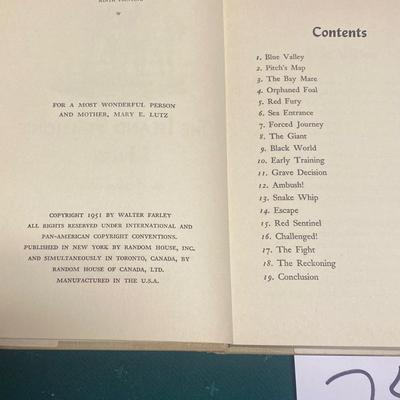 NINTH PRINTING
FOR A MOST WONDERFUL PERSON
AND MOTHER, MARY E. LUTZ
COPYRIGHT 1951 BY WALTER FARLEY
ALL RIGHTS RESERVED UNDER INTERNATIONAL AND
PAN-AMERICAN COPYRIGHT CONVENTIONS.
PUBLISHED IN NEW YORK BY RANDOM HOUSE, INC.
AND SIMULTANEOUSLY IN TORONTO, CANADA, BY
RANDOM HOUSE OF CANADA, LTD.
MANUFACTURED IN THE U.S.A.
Contents
1. Blue Valley
2. Pitch's Map
3. The Bay Mare
4. Orphaned Foal
5. Red Fury
6. Sea Entrance
7. Forced Journey
8. The Giant
9. Black World
10. Early Training
11. Grave Decision
12. Ambush!
13. Snake Whip
14. Escape
15. Red Sentinel
16. Challenged!
17. The Fight
18. The Reckoning
19. Conclusion